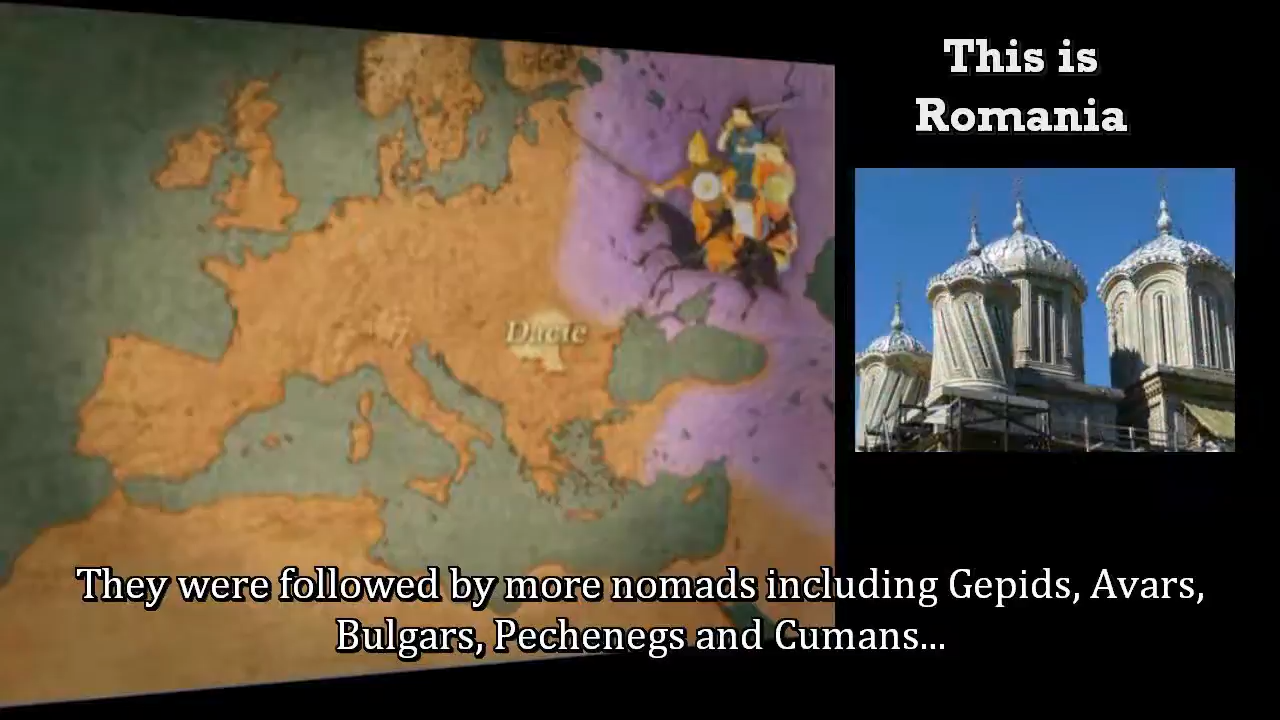 This is
Romania
Dacie
They were followed by more nomads including Gepids, Avars,
Bulgars, Pechenegs and Cumans...